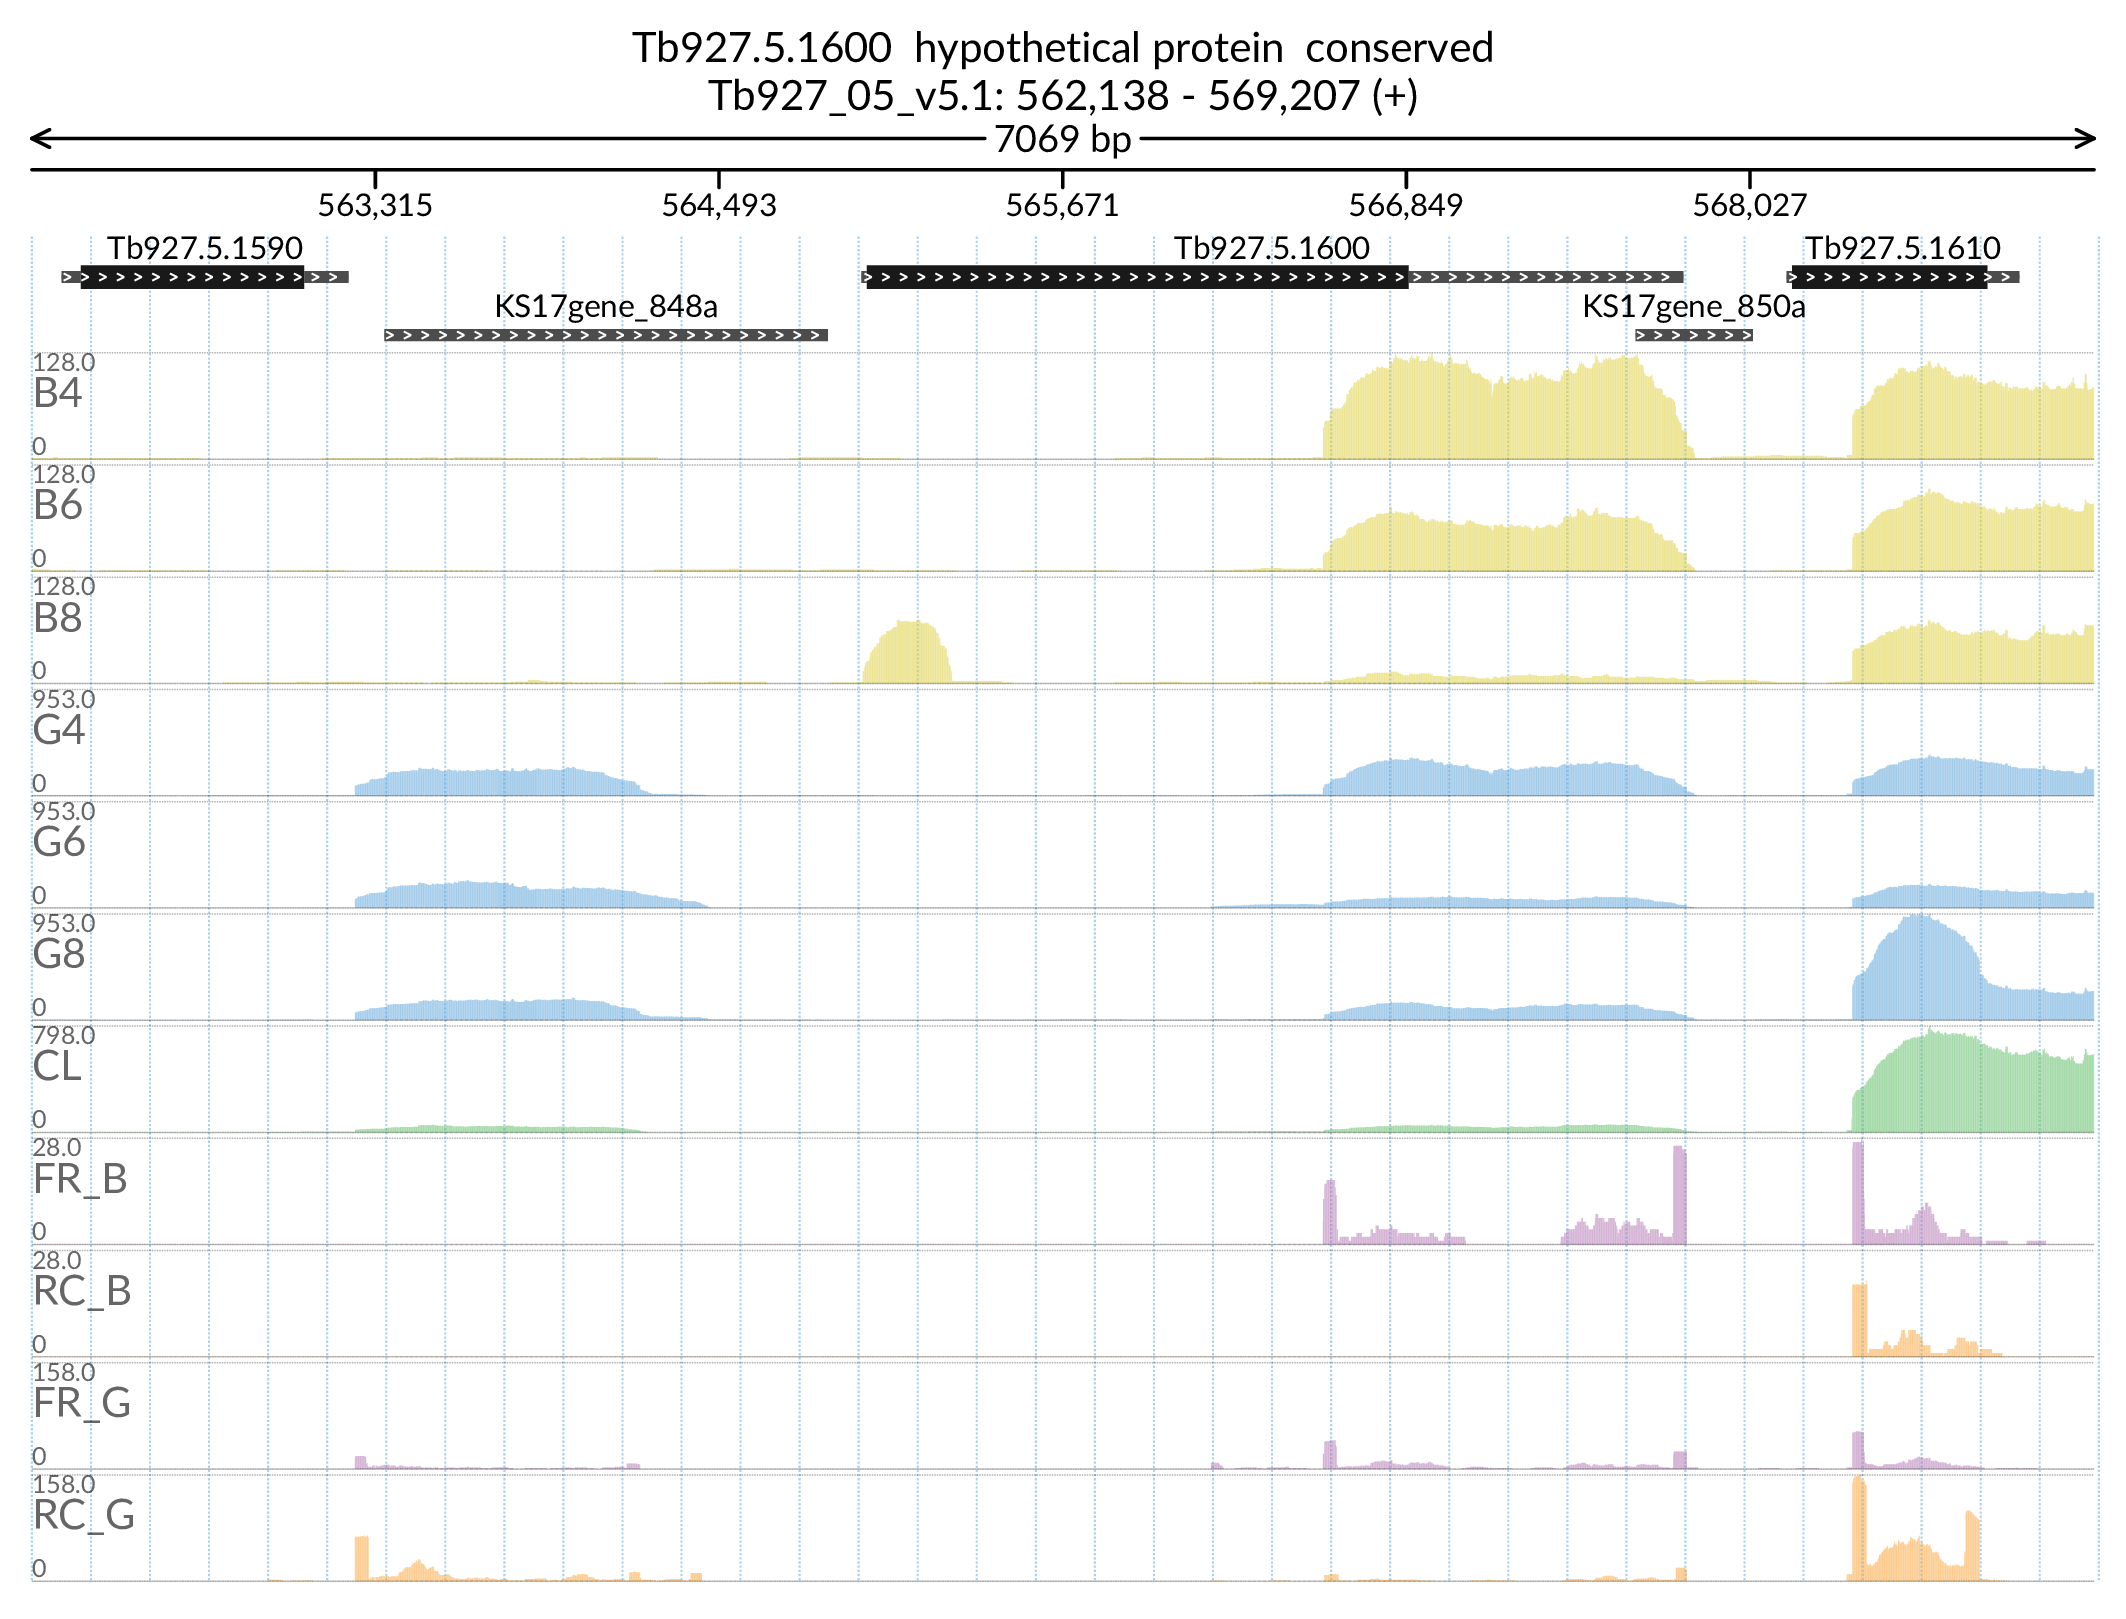 Tb927.5.1600  hypothetical protein  conserved
Tb927_05_v5.1: 562,138 - 569,207 (+)
7069 bp
563,315 564,493 565,671 566,849 568,027
Tb927.5.1590 Tb927.5.1600 Tb927.5.1610
KS17gene_848a KS17gene_850a
128.0
B4
0
128.0
B6
0
128.0
B8
0
953.0
G4
0
953.0
G6
0
953.0
G8
0
798.0
CL
0
28.0
FR_B
0
28.0
RC_B
0
158.0
FR_G
0
158.0
RC_G
0